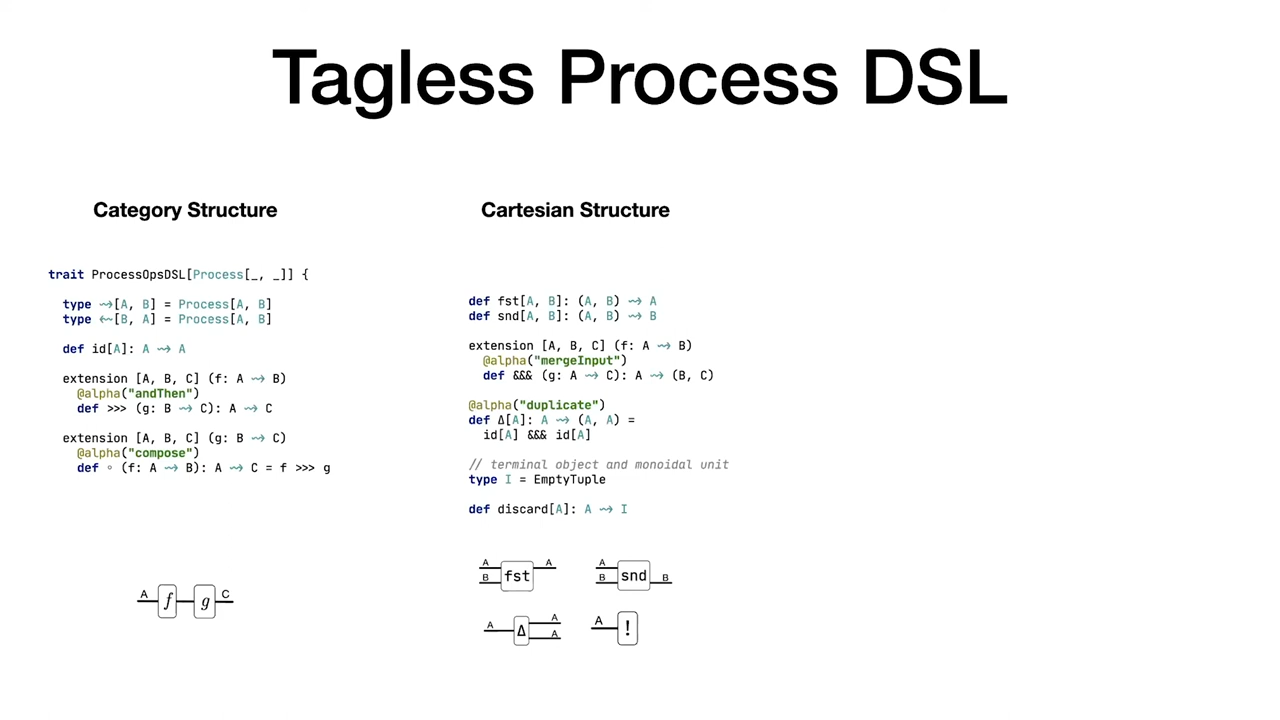 Tagless Process DSL
Category Structure
trait ProcessOpsDSL[Process[_, _]] {
type ⇝[A, B] = Process[A, B]
type ⇜[B, A] = Process[A, B]
def id[A]: A ⇝ A
extension [A, B, C] (f: A ⇝ B)
@alpha("andThen")
def >>> (g: B ⇝ C): A ⇝ C
extension [A, B, C] (g: B ⇝ C)
@alpha("compose")
def ∘ (f: A ⇝ B): A ⇝ C = f >>> g
A f g C
Cartesian Structure
def fst[A, B]: (A, B) ⇝ A
def snd[A, B]: (A, B) ⇝ B
extension [A, B, C] (f: A ⇝ B)
@alpha("mergeInput")
def &&& (g: A ⇝ C): A ⇝ (B, C)
@alpha("duplicate")
def Δ[A]: A ⇝ (A, A) =
id[A] &&& id[A]
// terminal object and monoidal unit
type I = EmptyTuple
def discard[A]: A ⇝ I
A B fst A
A B snd B
A Δ A A
A !